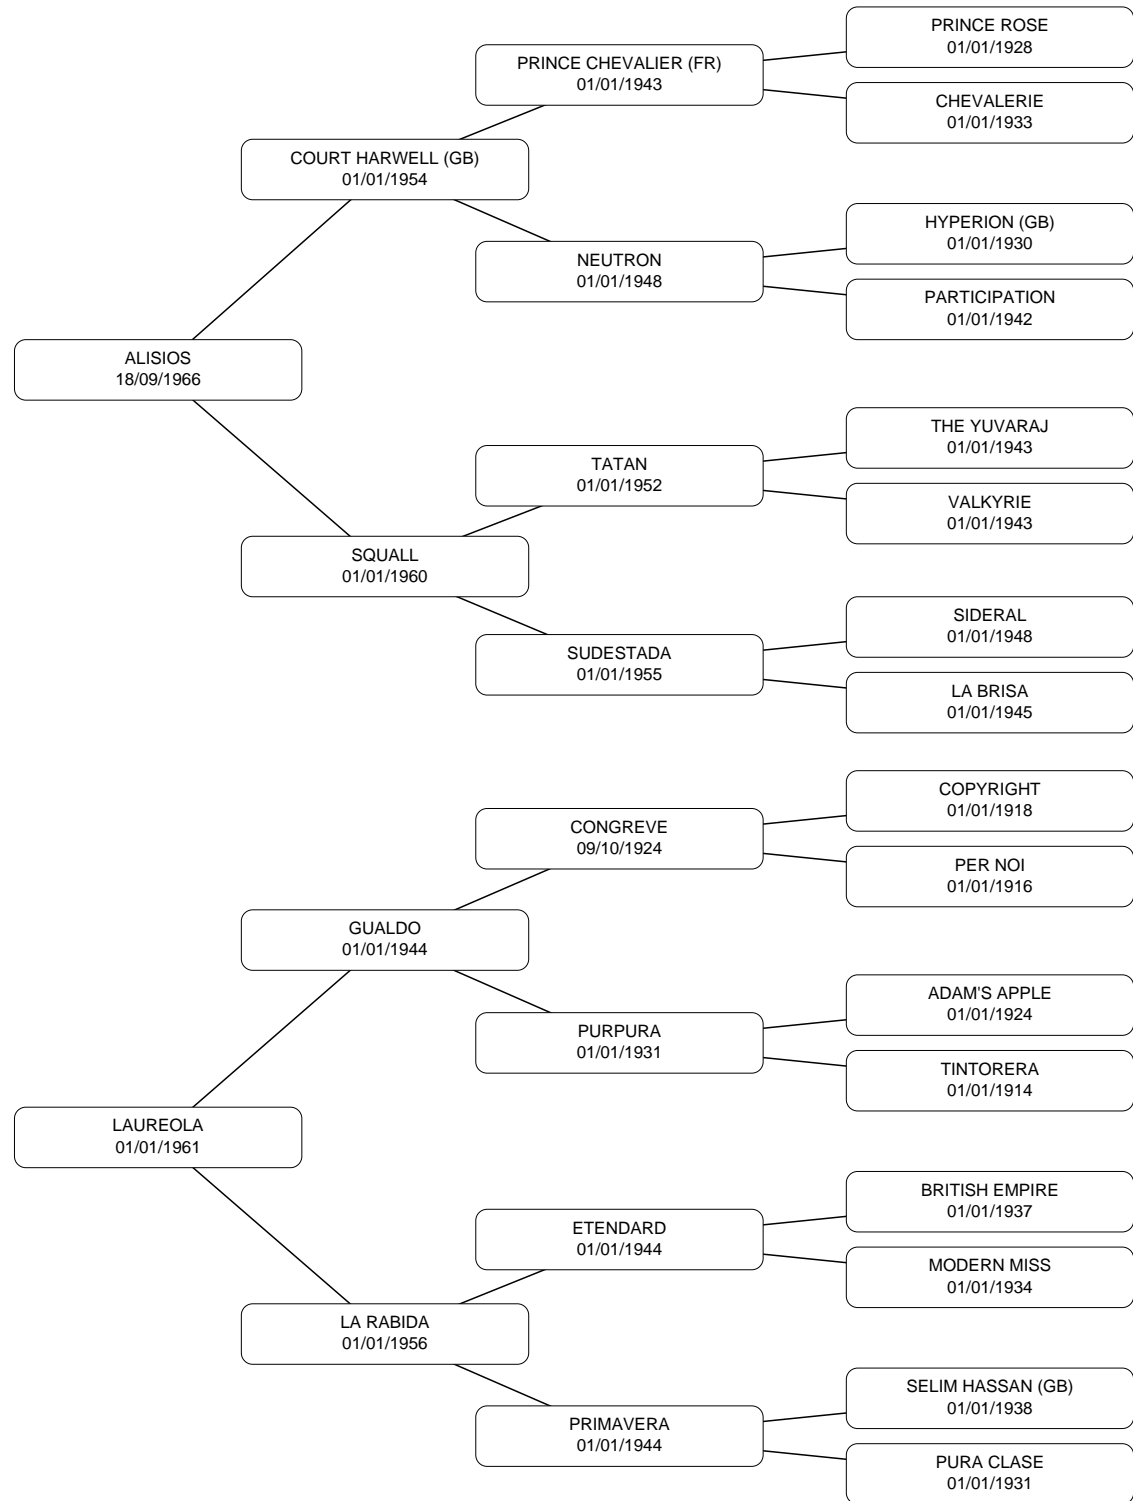 PRINCE ROSE
01/01/1928
PRINCE CHEVALIER (FR)
01/01/1943
CHEVALERIE
01/01/1933
COURT HARWELL (GB)
01/01/1954
HYPERION (GB)
01/01/1930
NEUTRON
01/01/1948
PARTICIPATION
01/01/1942
ALISIOS
18/09/1966
THE YUVARAJ
01/01/1943
TATAN
01/01/1952
VALKYRIE
01/01/1943
SQUALL
01/01/1960
SIDERAL
01/01/1948
SUDESTADA
01/01/1955
LA BRISA
01/01/1945
COPYRIGHT
01/01/1918
CONGREVE
09/10/1924
PER NOI
01/01/1916
GUALDO
01/01/1944
ADAM'S APPLE
01/01/1924
PURPURA
01/01/1931
TINTORERA
01/01/1914
LAUREOLA
01/01/1961
BRITISH EMPIRE
01/01/1937
ETENDARD
01/01/1944
MODERN MISS
01/01/1934
LA RABIDA
01/01/1956
SELIM HASSAN (GB)
01/01/1938
PRIMAVERA
01/01/1944
PURA CLASE
01/01/1931